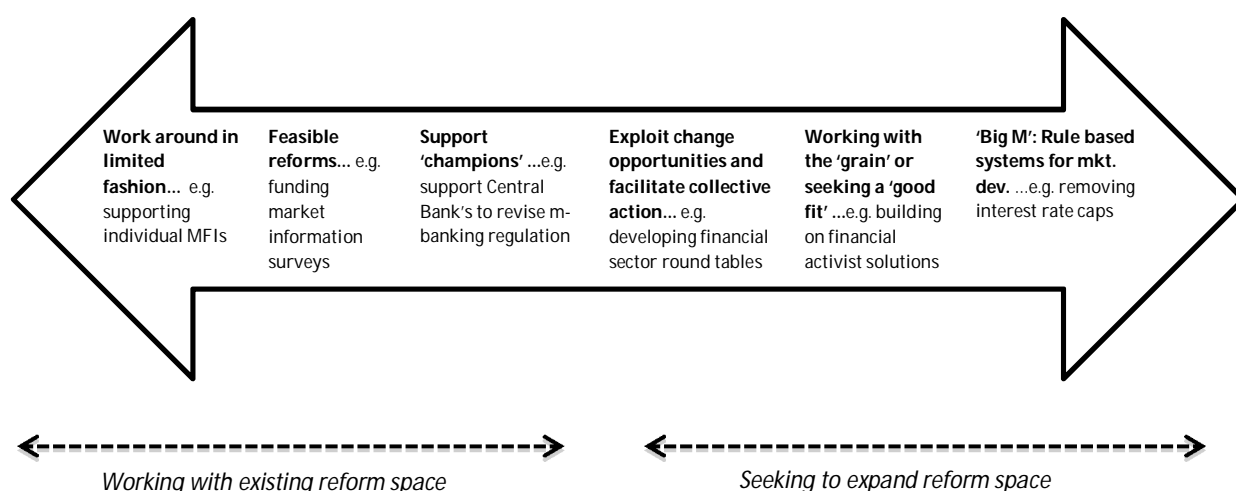 Work around in
limited
fashion... e.g.
supporting
individual MFIs
Feasible
reforms... e.g.
funding
market
information
surveys
Support
‘champions’ ...e.g.
support Central
Bank’s to revise m-
banking regulation
Exploit change
opportunities and
facilitate collective
action... e.g.
developing financial
sector round tables
Working with
the ‘grain’ or
seeking a ‘good
fit’ ...e.g. building
on financial
activist solutions
‘Big M’: Rule based
systems for mkt.
dev. ...e.g. removing
interest rate caps
Working with existing reform space
Seeking to expand reform space